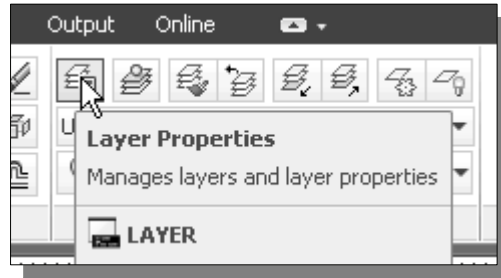 Output Online
U
Layer Properties
Manages layers and layer properties
LAYER